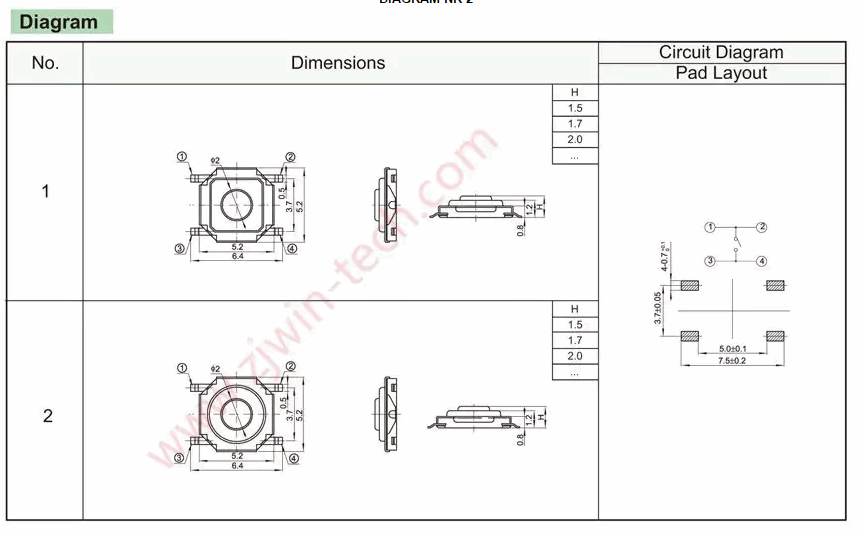 DIAGRAM NR 2
Diagram
No.
Dimensions
Circuit Diagram
Pad Layout
1
H
1.5
1.7
2.0
...
① ②
Φ2
0.5
3.7
5.2
③ ④
5.2
6.4
1.2
H
0.8
2
H
1.5
1.7
2.0
...
① ②
Φ2
0.5
3.7
5.2
③ ④
5.2
6.4
1.2
H
0.8
① ②
③ ④
4-0.7 +0.1 0
3.7±0.05
5.0±0.1
7.5±0.2
www.zjwin-tech.com